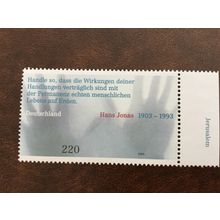 Handle so, dass die Wirkungen deiner
Handlungen verträglich sind mit
der Permanenz echten menschlichen
Lebens auf Erden.
Deutschland Hans Jonas 1903–1993
220
Jerusalem